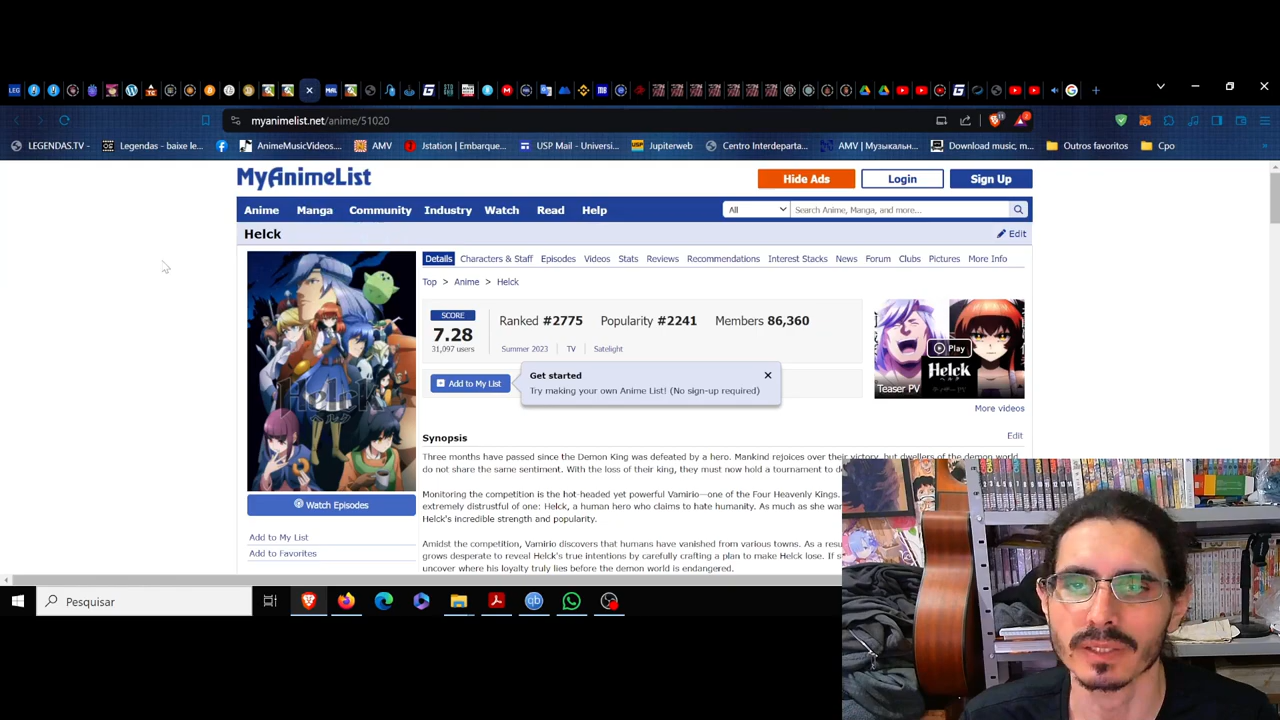 myanimelist.net/anime/51020
LEGENDAS.TV -
Legendas - baixe le...
AnimeMusicVideos....
AMV
Jstation | Embarque...
USP Mail - Universi...
Jupiterweb
Centro Interdeparta...
AMV | Музыкальн...
Download music, m...
Outros favoritos
Cpo
MyAnimeList
Hide Ads
Login
Sign Up
Anime Manga Community Industry Watch Read Help
All
Search Anime, Manga, and more...
Helck
Edit
Details Characters & Staff Episodes Videos Stats Reviews Recommendations Interest Stacks News Forum Clubs Pictures More Info
Top > Anime > Helck
SCORE
7.28
31,097 users
Ranked #2775 Popularity #2241 Members 86,360
Summer 2023 TV Satelight
Play
Helck
Teaser PV
More videos
Add to My List
Get started
Try making your own Anime List! (No sign-up required)
Synopsis
Edit
Three months have passed since the Demon King was defeated by a hero. Mankind rejoices over their victory, but dwellers of the demon world
do not share the same sentiment. With the loss of their king, they must now hold a tournament to
Monitoring the competition is the hot-headed yet powerful Vamirio—one of the Four Heavenly Kings.
extremely distrustful of one: Helck, a human hero who claims to hate humanity. As much as she
Helck's incredible strength and popularity.
Amidst the competition, Vamirio discovers that humans have vanished from various towns. As a
grows desperate to reveal Helck's true intentions by carefully crafting a plan to make Helck lose. If
uncover where his loyalty truly lies before the demon world is endangered.
Helck
ヘルク
Watch Episodes
Add to My List
Add to Favorites
Pesquisar